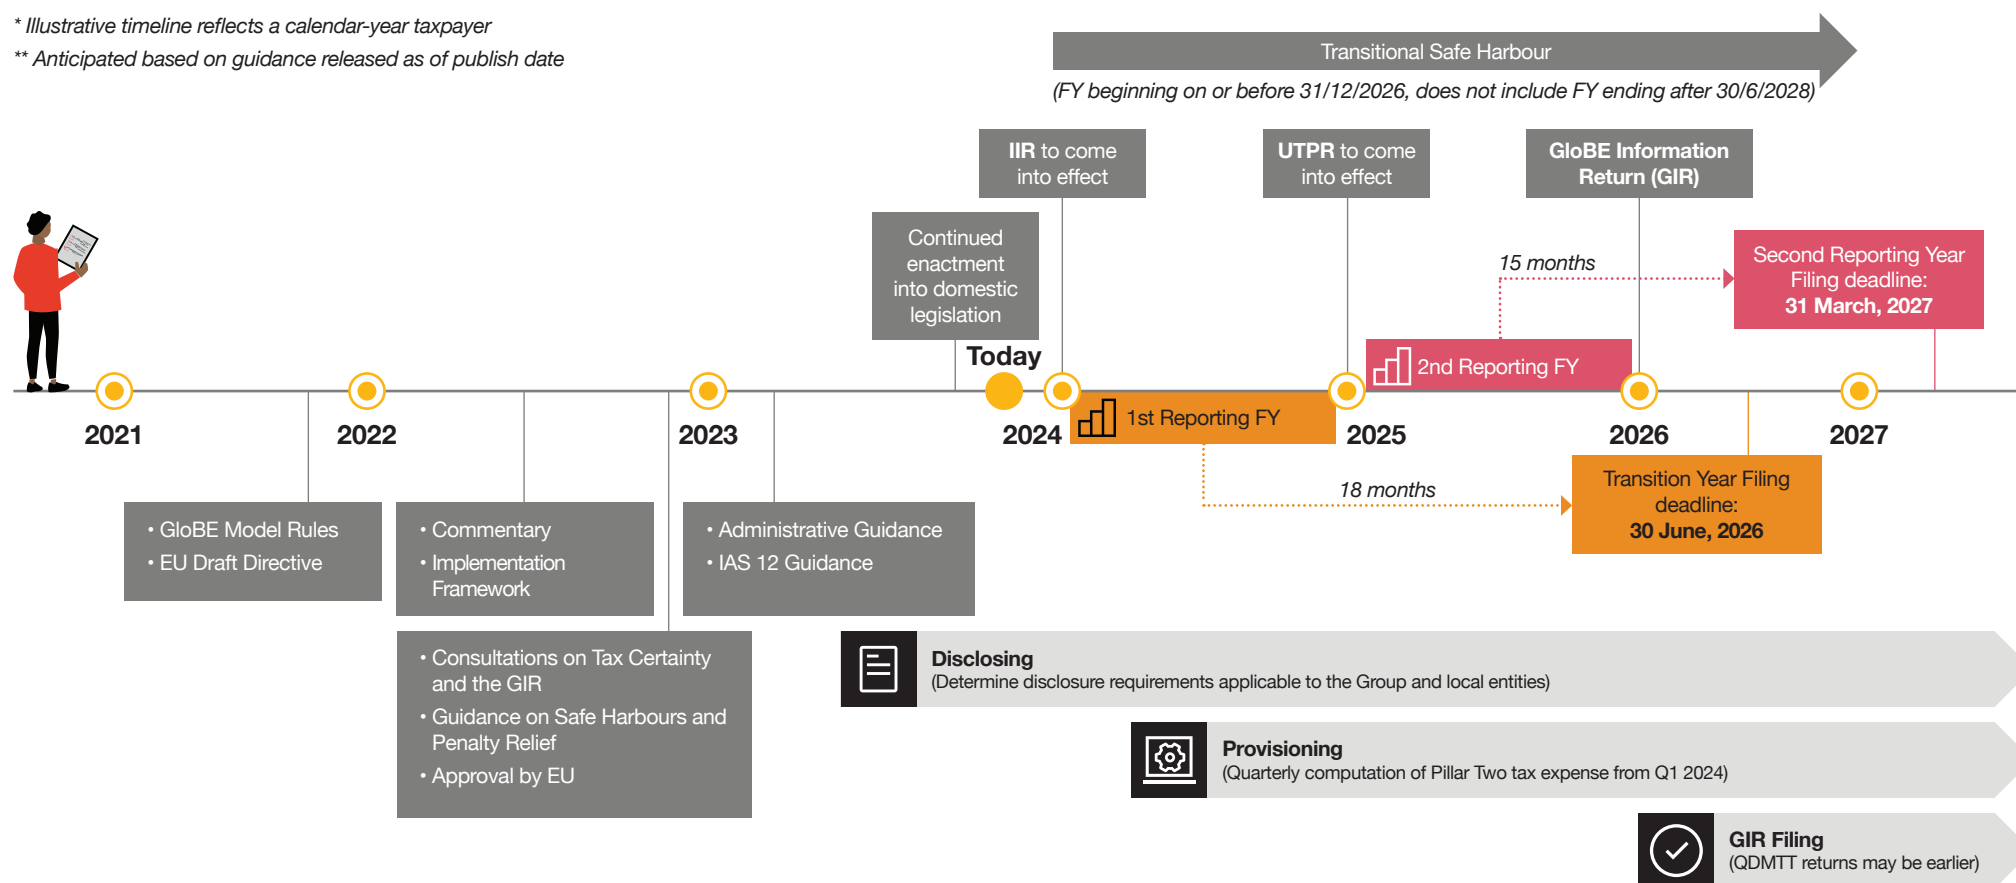 * Illustrative timeline reflects a calendar-year taxpayer
** Anticipated based on guidance released as of publish date
Transitional Safe Harbour
(FY beginning on or before 31/12/2026, does not include FY ending after 30/6/2028)
IIR to come
into effect
UTPR to come
into effect
GloBE Information
Return (GIR)
Continued
enactment
into domestic
legislation
15 months
Second Reporting Year
Filing deadline:
31 March, 2027
Today
2nd Reporting FY
1st Reporting FY
2021
2022
2023
2024
2025
2026
2027
18 months
Transition Year Filing
deadline:
30 June, 2026
• GloBE Model Rules
• EU Draft Directive
• Commentary
• Implementation
Framework
• Administrative Guidance
• IAS 12 Guidance
• Consultations on Tax Certainty
and the GIR
• Guidance on Safe Harbours and
Penalty Relief
• Approval by EU
Disclosing
(Determine disclosure requirements applicable to the Group and local entities)
Provisioning
(Quarterly computation of Pillar Two tax expense from Q1 2024)
GIR Filing
(QDMTT returns may be earlier)